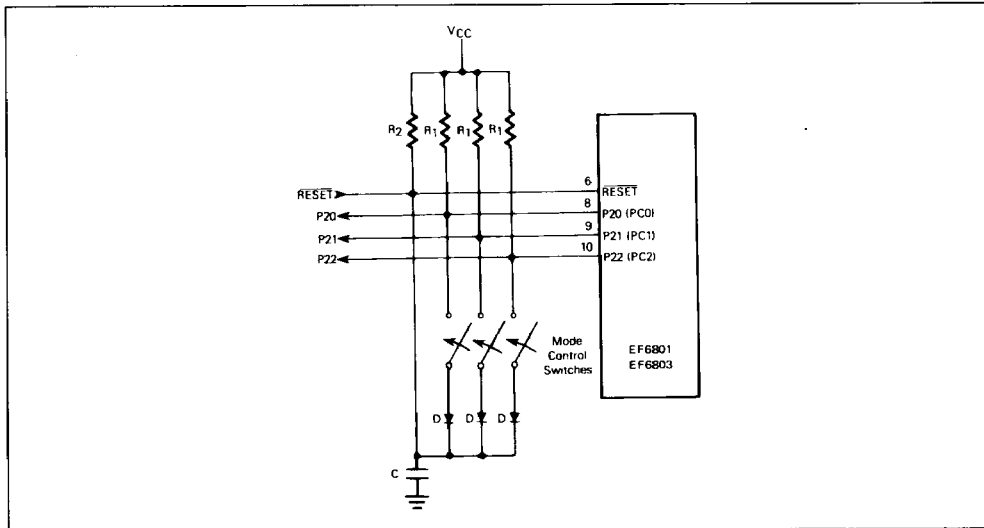 VCC
R2 R1 R1 R1
6
RESET RESET
8
P20 P20 (PC0)
9
P21 P21 (PC1)
10
P22 P22 (PC2)
Mode
Control
Switches
EF6801
EF6803
D D D
C